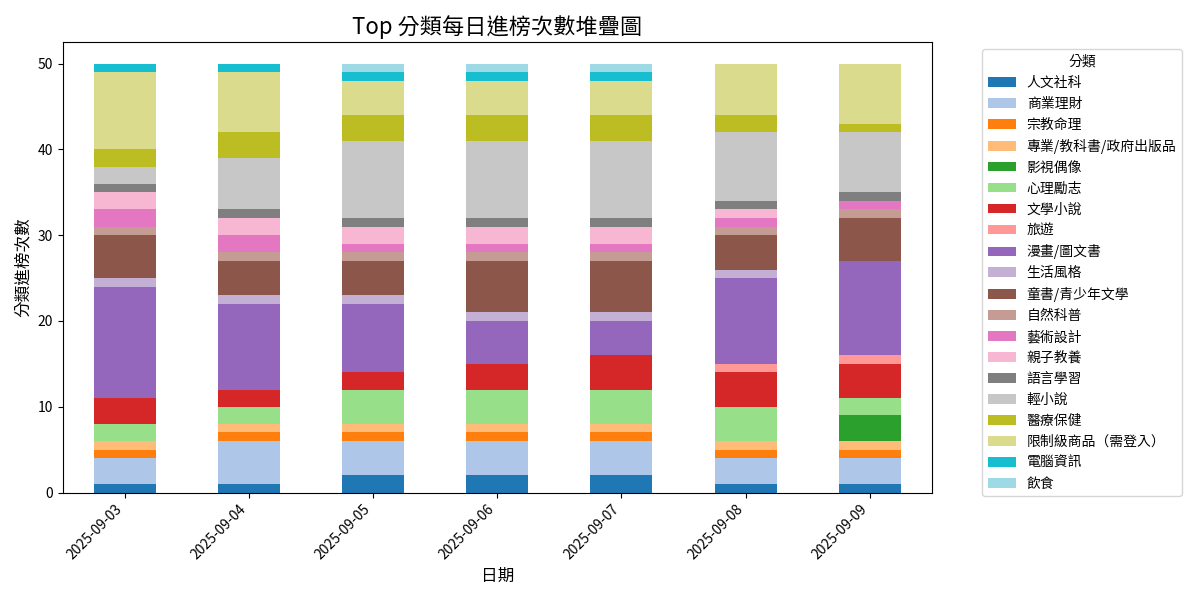 Top 分類每日進榜次數堆疊圖
分類進榜次數
50
40
30
20
10
0
2025-09-03
2025-09-04
2025-09-05
2025-09-06
2025-09-07
2025-09-08
2025-09-09
日期
分類
人文社科
商業理財
宗教命理
專業/教科書/政府出版品
影視偶像
心理勵志
文學小說
旅遊
漫畫/圖文書
生活風格
童書/青少年文學
自然科普
藝術設計
親子教養
語言學習
輕小說
醫療保健
限制級商品（需登入）
電腦資訊
飲食